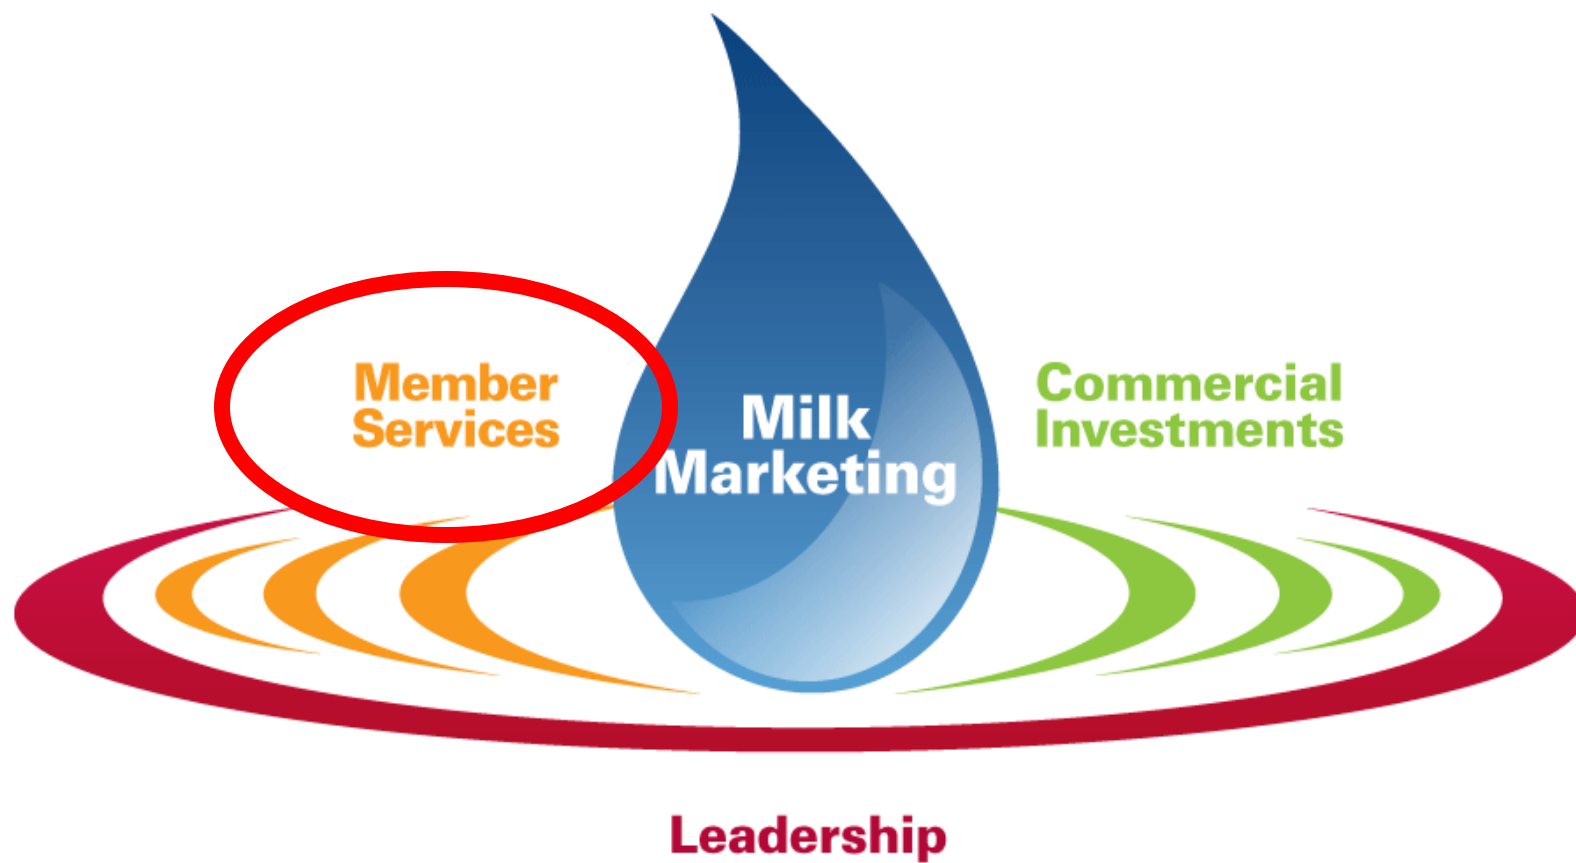 Member
Services
Milk
Marketing
Commercial
Investments
Leadership